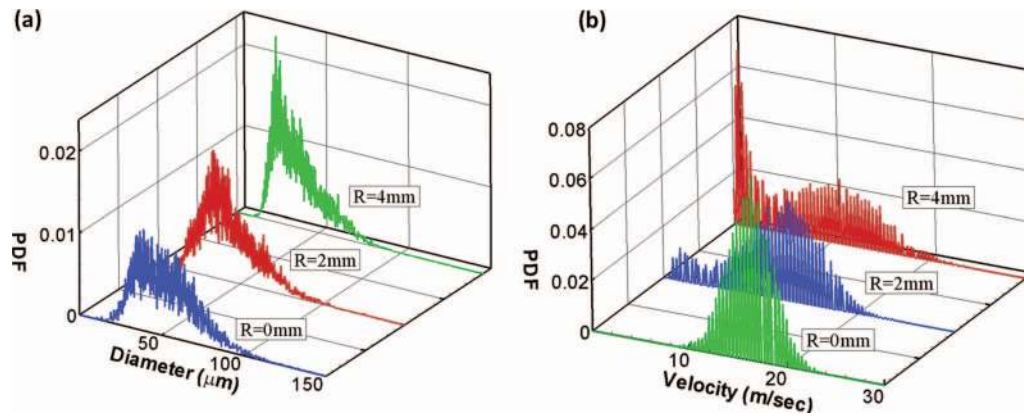 (a)
0.02
0.01
0
PDF
50
100
150
Diameter (μm)
R=4mm
R=2mm
R=0mm
(b)
0.08
0.06
0.04
0.02
0
PDF
10
20
30
Velocity (m/sec)
R=4mm
R=2mm
R=0mm